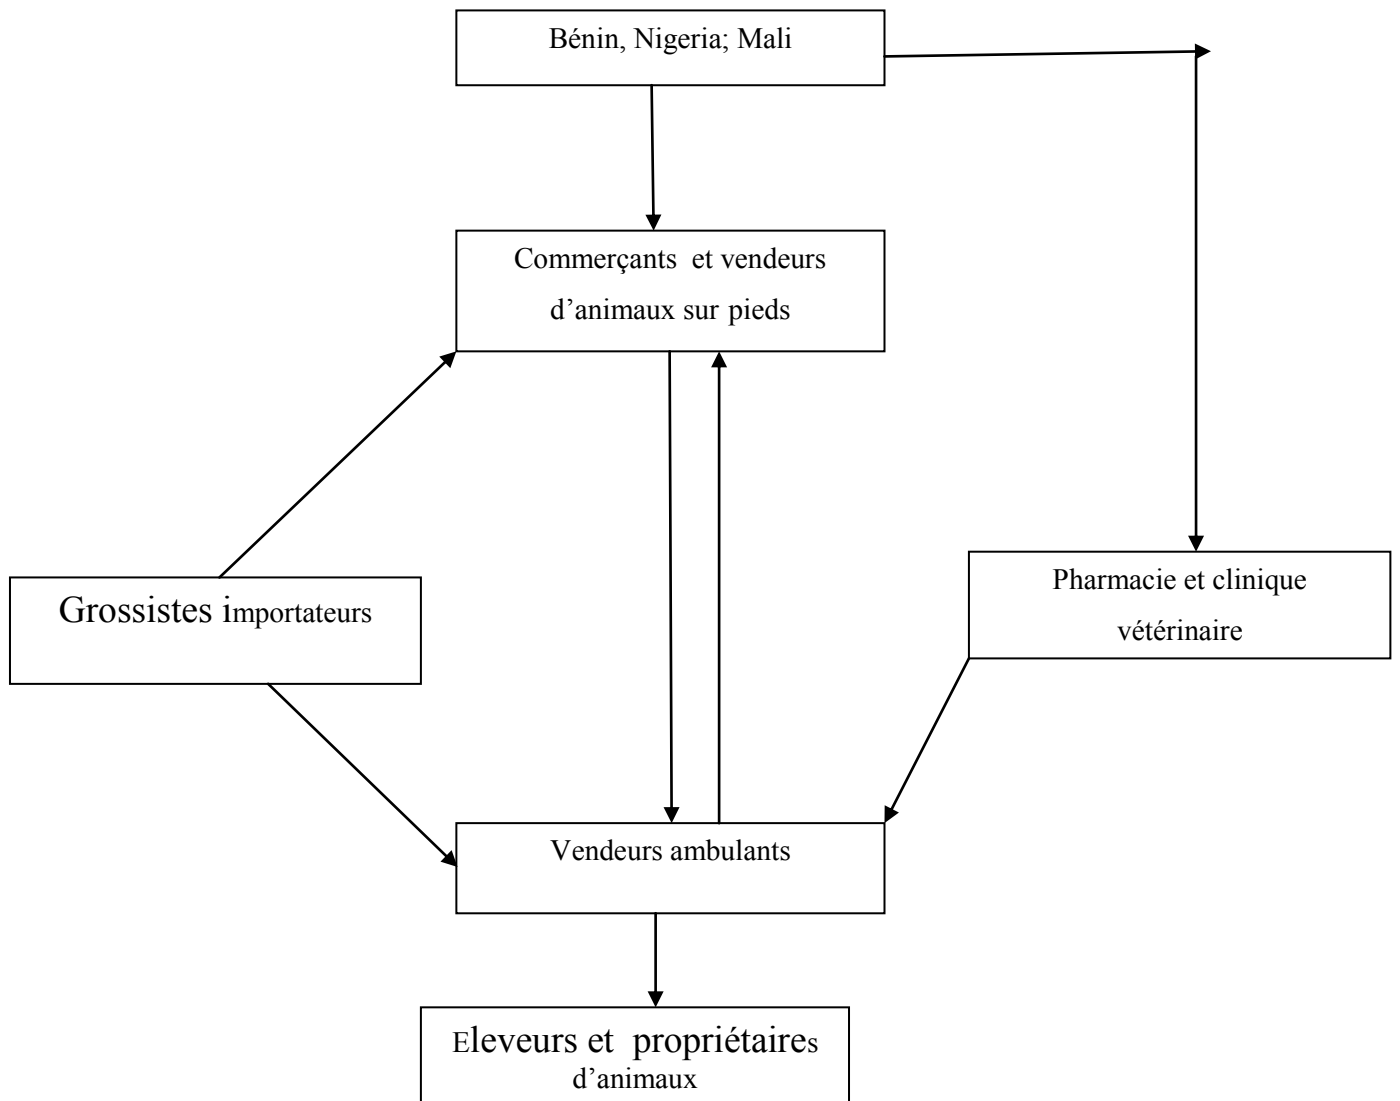 Bénin, Nigeria; Mali
Commerçants et vendeurs
d’animaux sur pieds
Grossistes importateurs
Pharmacie et clinique
vétérinaire
Vendeurs ambulants
Eleveurs et propriétaires
d’animaux